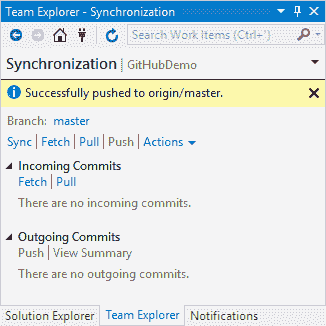 Team Explorer - Synchronization
Search Work Items (Ctrl+')
Synchronization | GitHubDemo
Successfully pushed to origin/master.
Branch: master
Sync | Fetch | Pull | Push | Actions
Incoming Commits
Fetch | Pull
There are no incoming commits.
Outgoing Commits
Push | View Summary
There are no outgoing commits.
Solution Explorer Team Explorer Notifications